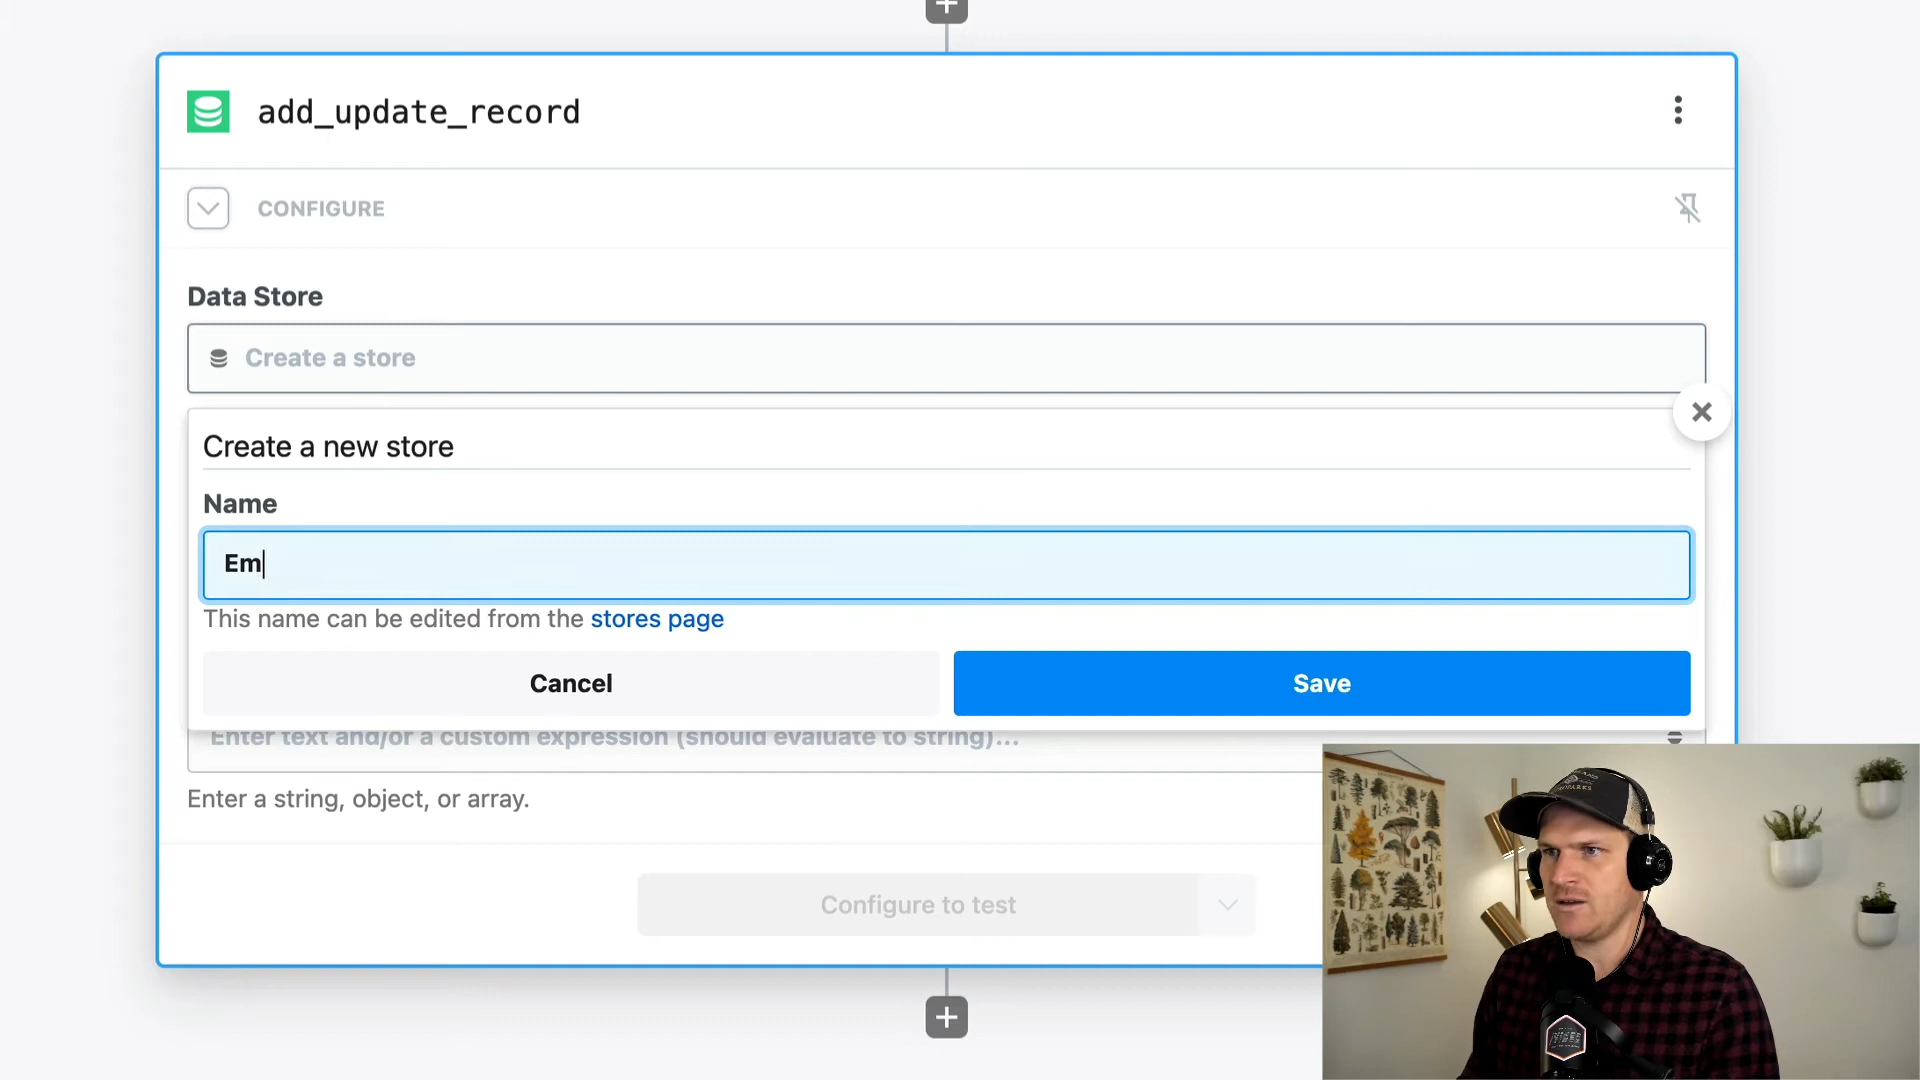 add_update_record
CONFIGURE
Data Store
Create a store
Create a new store
Name
Em
This name can be edited from the stores page
Cancel
Save
Enter text and/or a custom expression (should evaluate to string)...
Enter a string, object, or array.
Configure to test